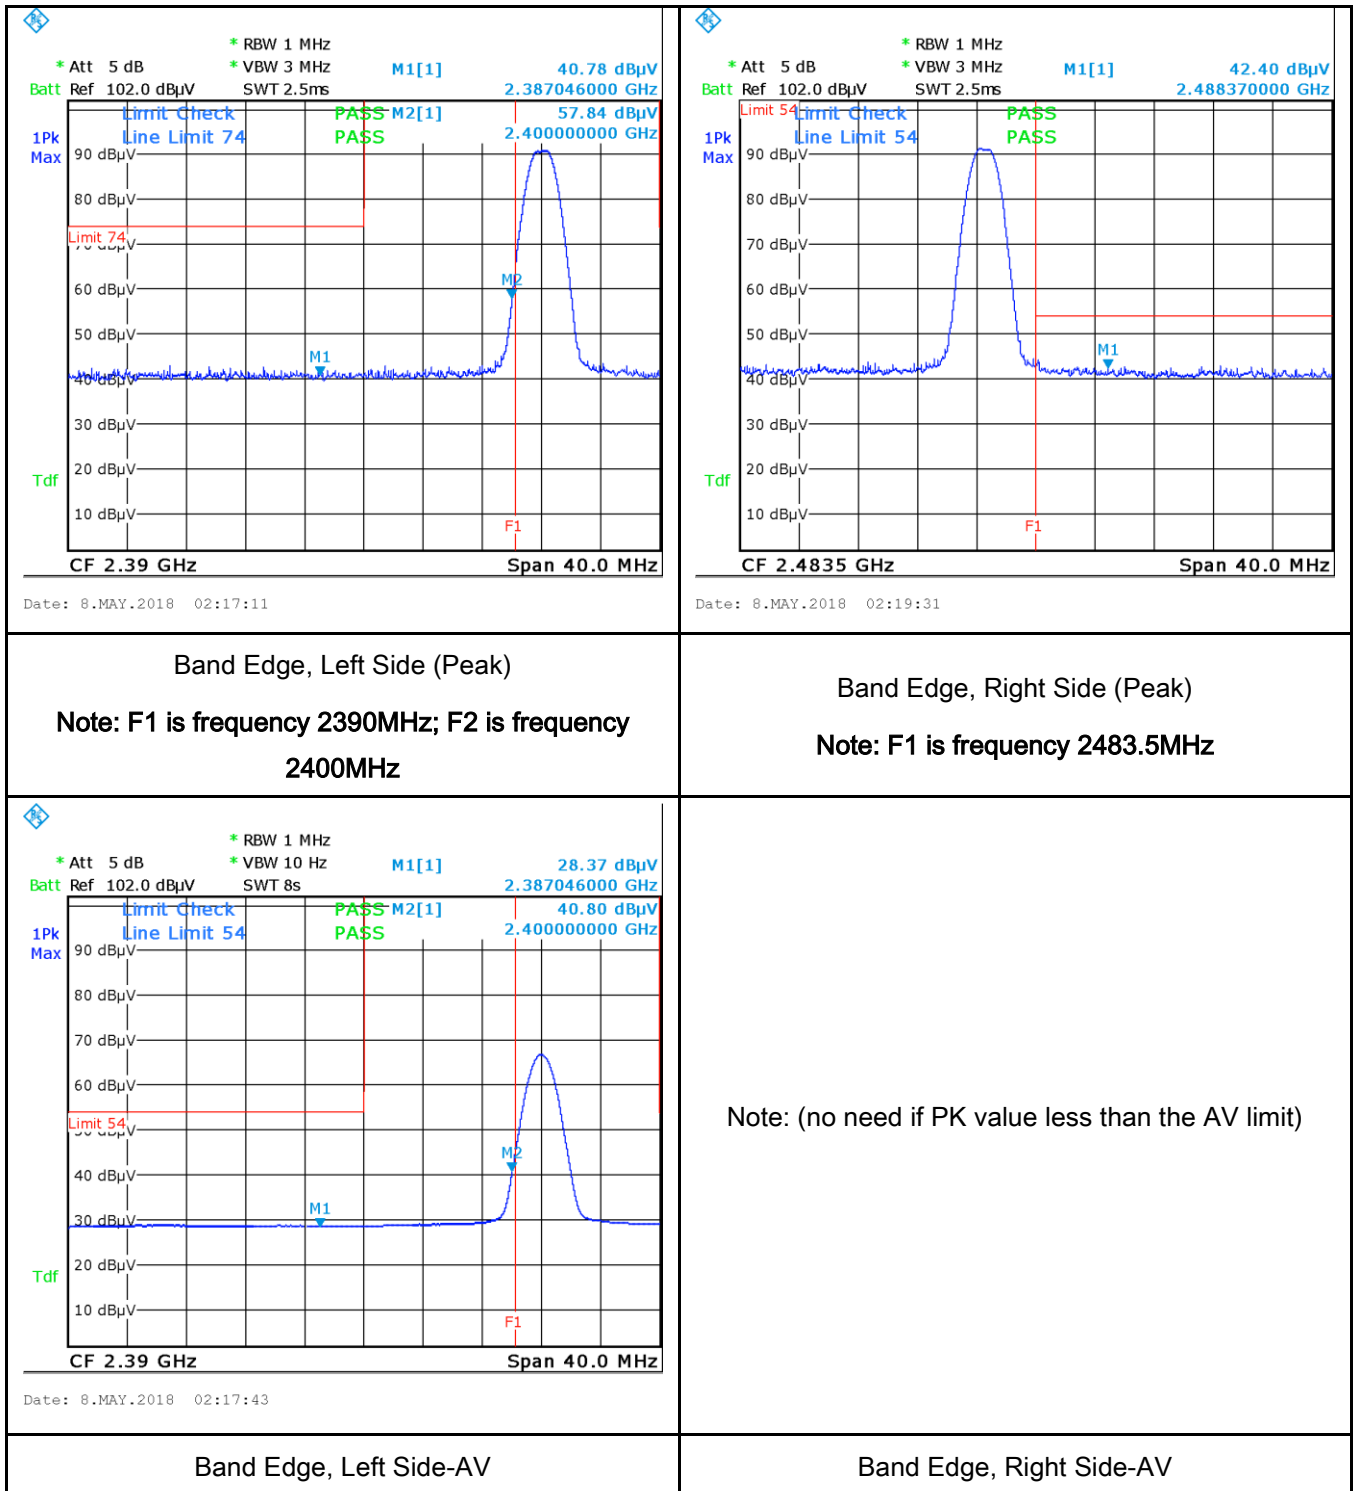 * RBW 1 MHz
* Att 5 dB * VBW 3 MHz M1[1] 40.78 dBµV
Batt Ref 102.0 dBµV SWT 2.5ms 2.387046000 GHz
Limit Check PASS M2[1] 57.84 dBµV
1Pk Line Limit 74 PASS 2.400000000 GHz
Max 90 dBµV
80 dBµV
Limit 74
70 dBµV
M2
60 dBµV
50 dBµV
M1
40 dBµV
30 dBµV
Tdf 20 dBµV
10 dBµV
F1
CF 2.39 GHz Span 40.0 MHz
Date: 8.MAY.2018 02:17:11
* RBW 1 MHz
* Att 5 dB * VBW 3 MHz M1[1] 42.40 dBµV
Batt Ref 102.0 dBµV SWT 2.5ms 2.488370000 GHz
Limit 54 Limit Check PASS
1Pk Line Limit 54 PASS
Max 90 dBµV
80 dBµV
70 dBµV
60 dBµV
50 dBµV
M1
40 dBµV
30 dBµV
Tdf 20 dBµV
10 dBµV
F1
CF 2.4835 GHz Span 40.0 MHz
Date: 8.MAY.2018 02:19:31
Band Edge, Left Side (Peak)
Note: F1 is frequency 2390MHz; F2 is frequency
2400MHz
Band Edge, Right Side (Peak)
Note: F1 is frequency 2483.5MHz
* RBW 1 MHz
* Att 5 dB * VBW 10 Hz M1[1] 28.37 dBµV
Batt Ref 102.0 dBµV SWT 8s 2.387046000 GHz
Limit Check PASS M2[1] 40.80 dBµV
1Pk Line Limit 54 PASS 2.400000000 GHz
Max 90 dBµV
80 dBµV
70 dBµV
60 dBµV
Limit 54
50 dBµV
M2
40 dBµV
M1
30 dBµV
Tdf 20 dBµV
10 dBµV
F1
CF 2.39 GHz Span 40.0 MHz
Date: 8.MAY.2018 02:17:43
Note: (no need if PK value less than the AV limit)
Band Edge, Left Side-AV
Band Edge, Right Side-AV